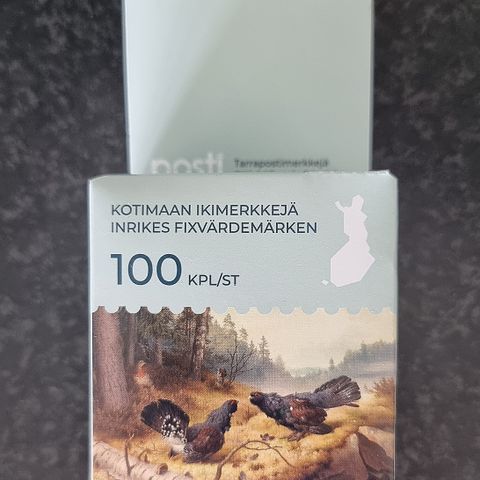 posti
Tarrapostimerkkejä
KOTIMAAN IKIMERKKEJÄ
INRIKES FIXVÄRDEMÄRKEN
100 KPL/ST